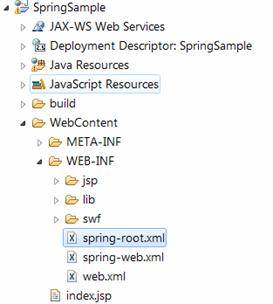 SpringSample
JAX-WS Web Services
Deployment Descriptor: SpringSample
Java Resources
JavaScript Resources
build
WebContent
META-INF
WEB-INF
jsp
lib
swf
spring-root.xml
spring-web.xml
web.xml
index.jsp